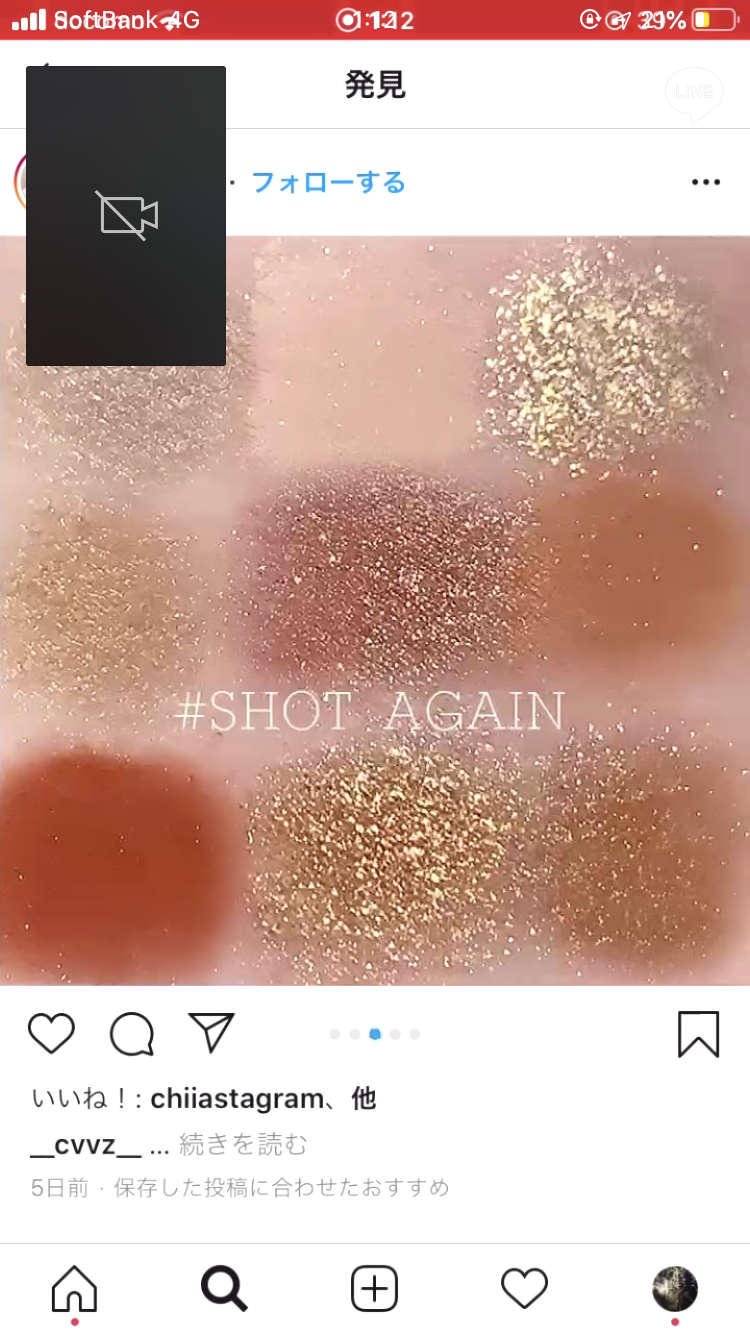 発見
LINE
· フォローする
#SHOT AGAIN
いいね！: chiiastagram、他
__cvvz__ ... 続きを読む
5日前 · 保存した投稿に合わせたおすすめ